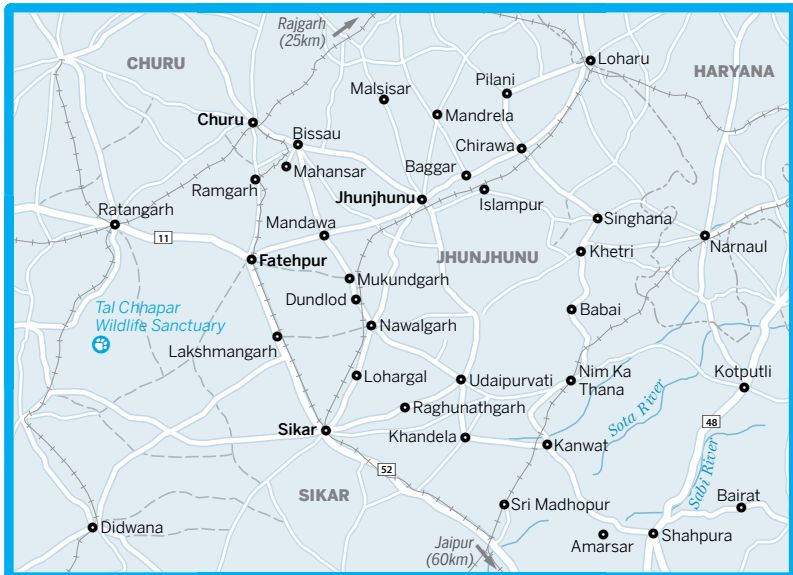 Rajgarh
(25km)
CHURU
Loharu
HARYANA
Pilani
Malsisar
Mandrela
Churu
Bissau
Chirawa
Mahansar
Baggar
Ramgarh
Jhunjhunu
Islampur
Ratangarh
Singhana
Mandawa
11
Narnaul
Fatehpur
JHUNJHUNU
Khetri
Mukundgarh
Dundlod
Tal Chhapar
Wildlife Sanctuary
Babai
Nawalgarh
Lakshmangarh
Lohargal
Udaipurvati
Nim Ka
Thana
Kotputli
Raghunathgarh
Sota River
48
Sikar
Khandela
Kanwat
52
Sabi River
SIKAR
Sri Madhopur
Bairat
Didwana
Jaipur
(60km)
Amarsar
Shahpura